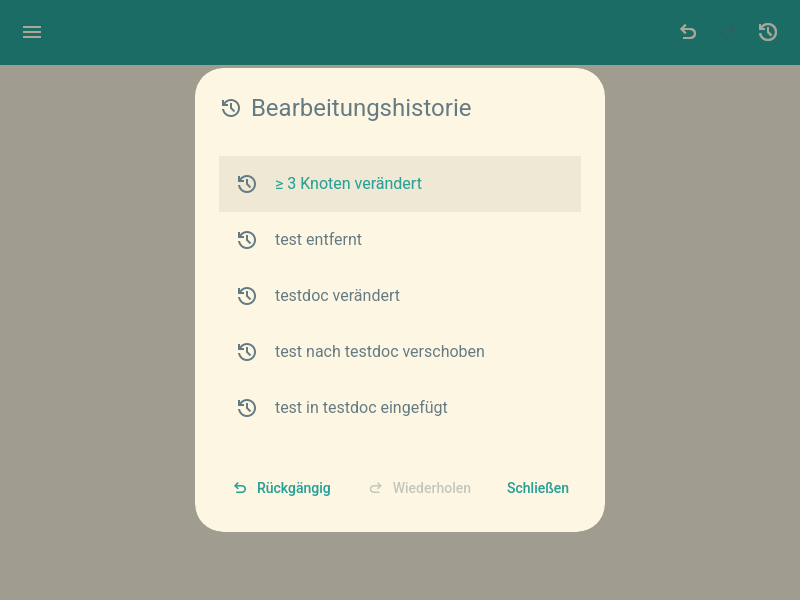 Bearbeitungshistorie
≥ 3 Knoten verändert
test entfernt
testdoc verändert
test nach testdoc verschoben
test in testdoc eingefügt
Rückgängig Wiederholen Schließen